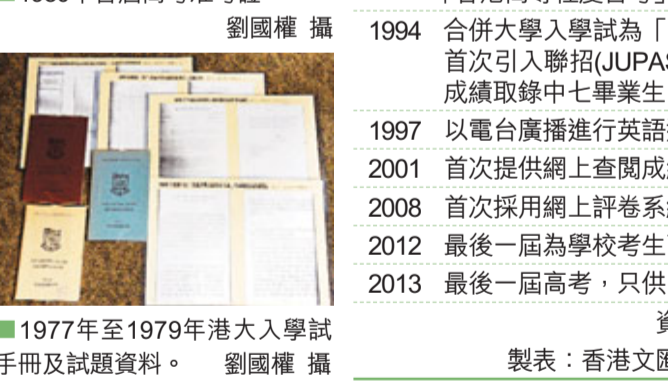 劉國權 攝
■1977年至1979年港大入學試
手冊及試題資料。 劉國權 攝
1994 合併大學入學試為「
首次引入聯招(JUPAS
成績取錄中七畢業生
1997 以電台廣播進行英語
2001 首次提供網上查閱成
2008 首次採用網上評卷系
2012 最後一屆為學校考生
2013 最後一屆高考，只供
資
製表：香港文匯